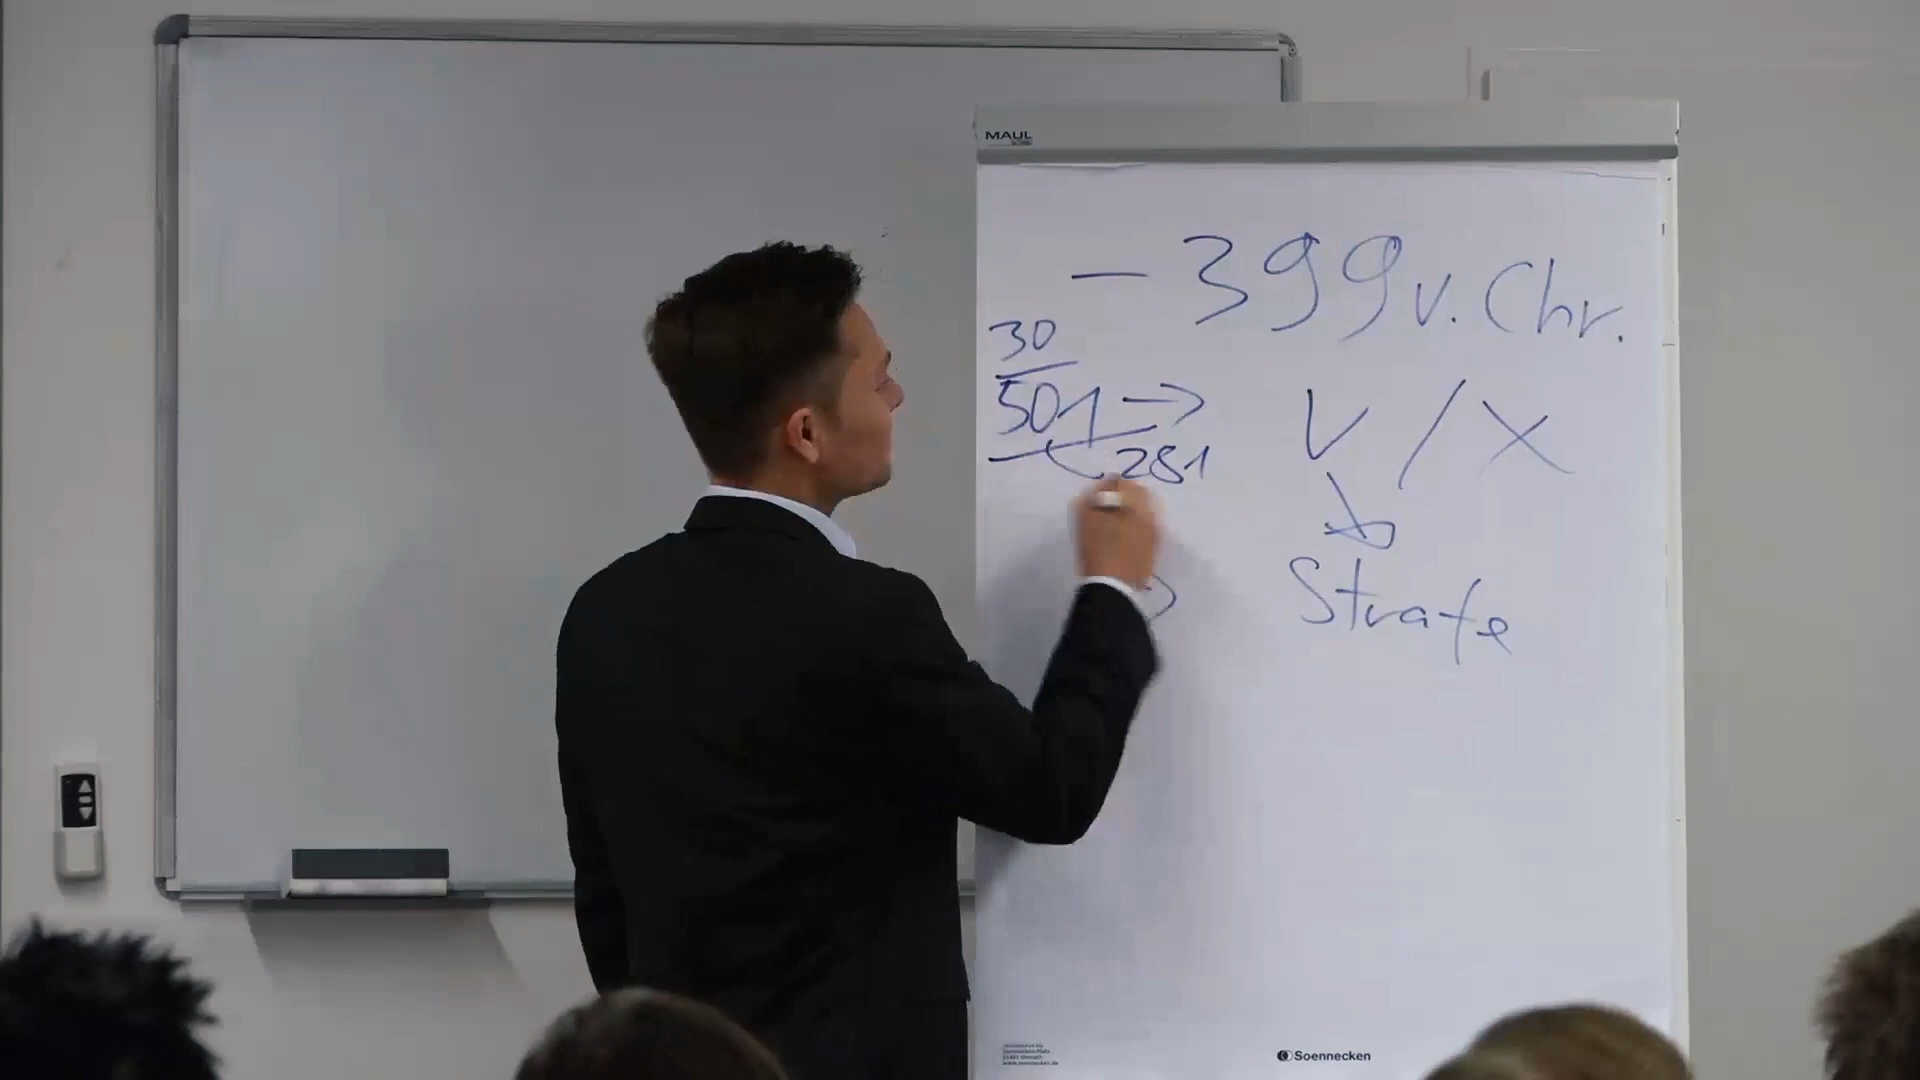 MAUL
- 399 v. Chr.
30
501 → V / X
281
Strafe
Soennecken